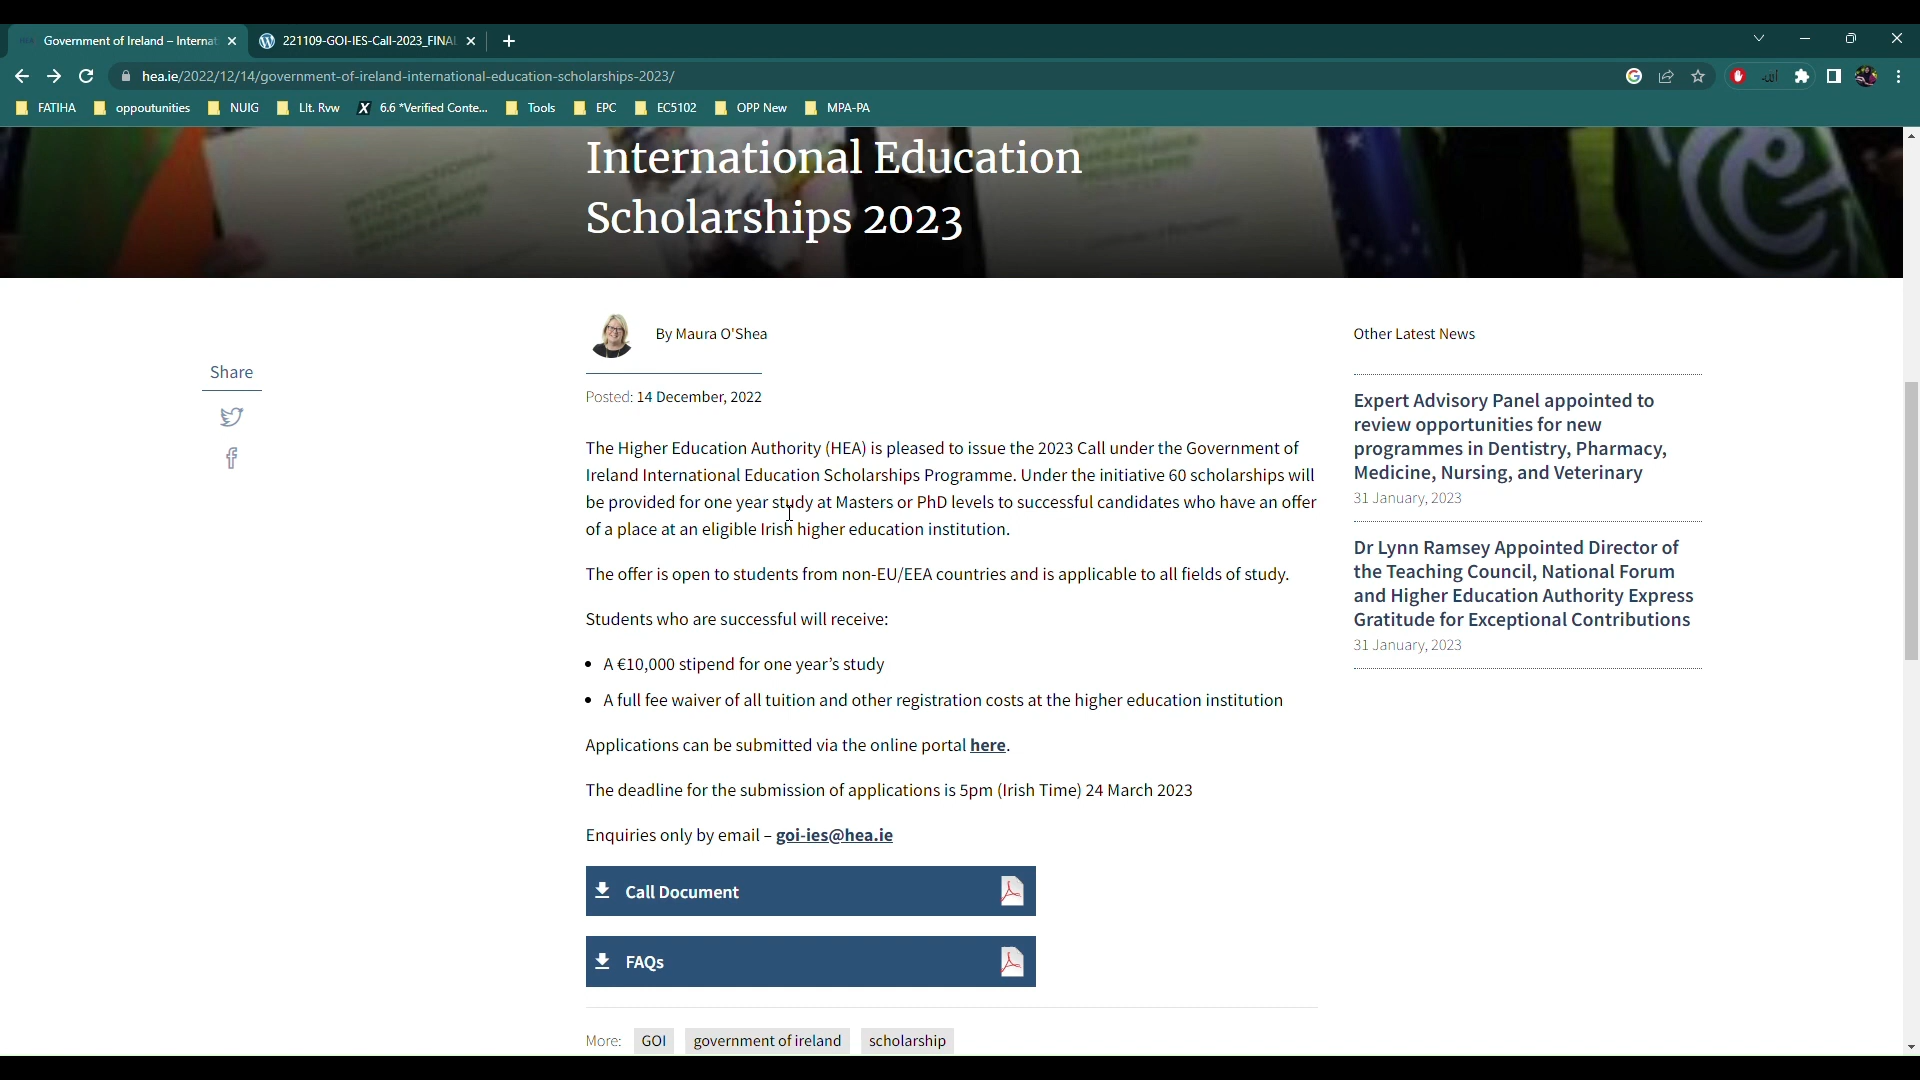 Government of Ireland – Internat
221109-GOI-IES-Call-2023_FINAL
hea.ie/2022/12/14/government-of-ireland-international-education-scholarships-2023/
FATIHA
oppoutunities
NUIG
LIt. Rvw
6.6 *Verified Conte...
Tools
EPC
EC5102
OPP New
MPA-PA
International Education
Scholarships 2023
By Maura O'Shea
Other Latest News
Share
Posted: 14 December, 2022
Expert Advisory Panel appointed to
review opportunities for new
programmes in Dentistry, Pharmacy,
Medicine, Nursing, and Veterinary
31 January, 2023
The Higher Education Authority (HEA) is pleased to issue the 2023 Call under the Government of
Ireland International Education Scholarships Programme. Under the initiative 60 scholarships will
be provided for one year study at Masters or PhD levels to successful candidates who have an offer
of a place at an eligible Irish higher education institution.
Dr Lynn Ramsey Appointed Director of
the Teaching Council, National Forum
and Higher Education Authority Express
Gratitude for Exceptional Contributions
31 January, 2023
The offer is open to students from non-EU/EEA countries and is applicable to all fields of study.
Students who are successful will receive:
• A €10,000 stipend for one year’s study
• A full fee waiver of all tuition and other registration costs at the higher education institution
Applications can be submitted via the online portal here.
The deadline for the submission of applications is 5pm (Irish Time) 24 March 2023
Enquiries only by email – goi-ies@hea.ie
Call Document
FAQs
More: GOI government of ireland scholarship